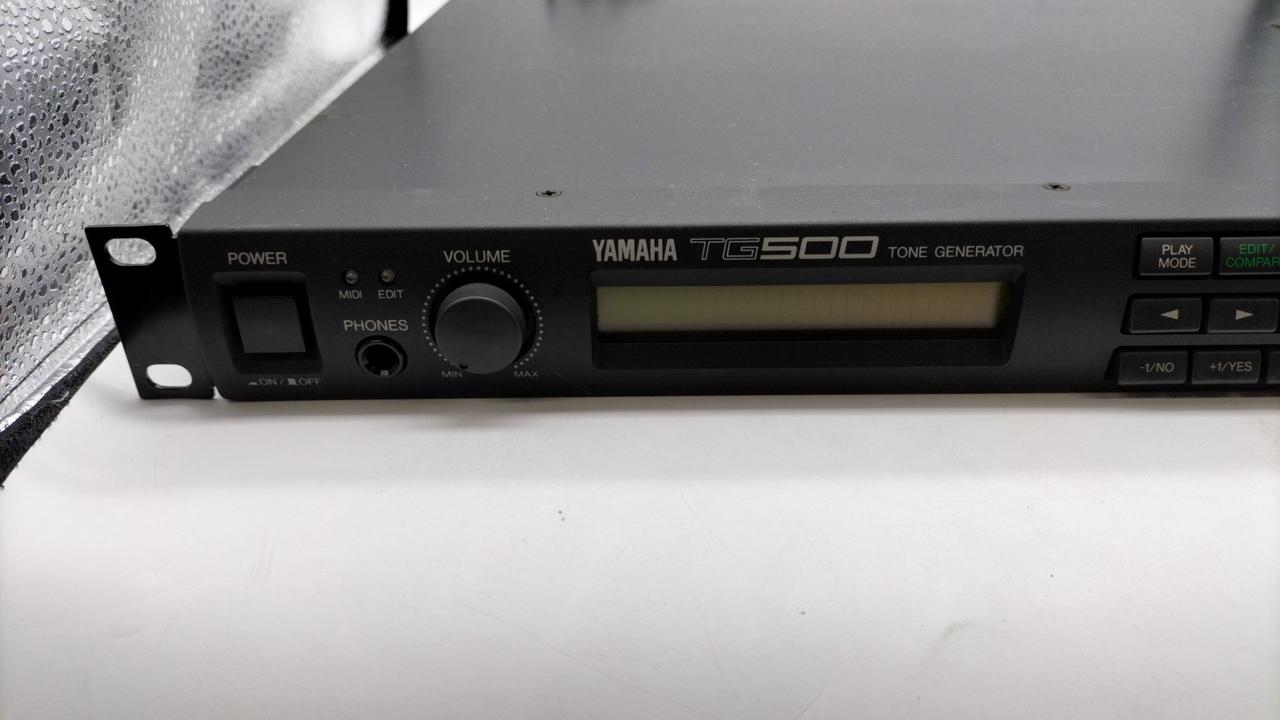 POWER
MIDI EDIT
PHONES
ON / OFF
VOLUME
MIN MAX
YAMAHA TG500 TONE GENERATOR
PLAY
MODE
EDIT/
COMPAR
◄ ►
-1/NO +1/YES